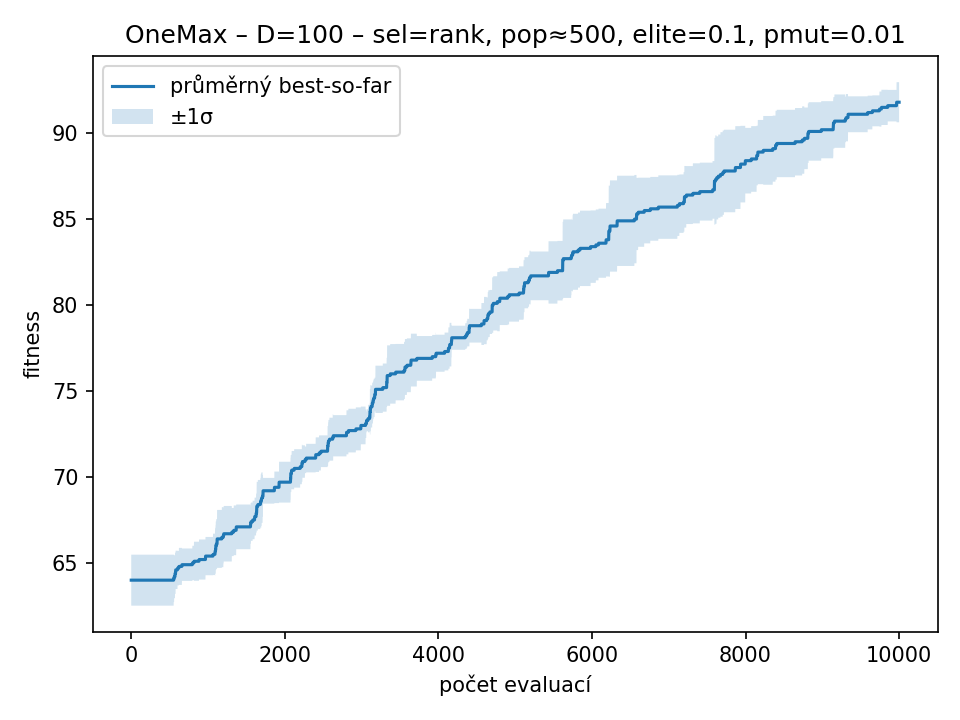 OneMax – D=100 – sel=rank, pop≈500, elite=0.1, pmut=0.01
průměrný best-so-far
±1σ
fitness
90
85
80
75
70
65
0 2000 4000 6000 8000 10000
počet evaluací